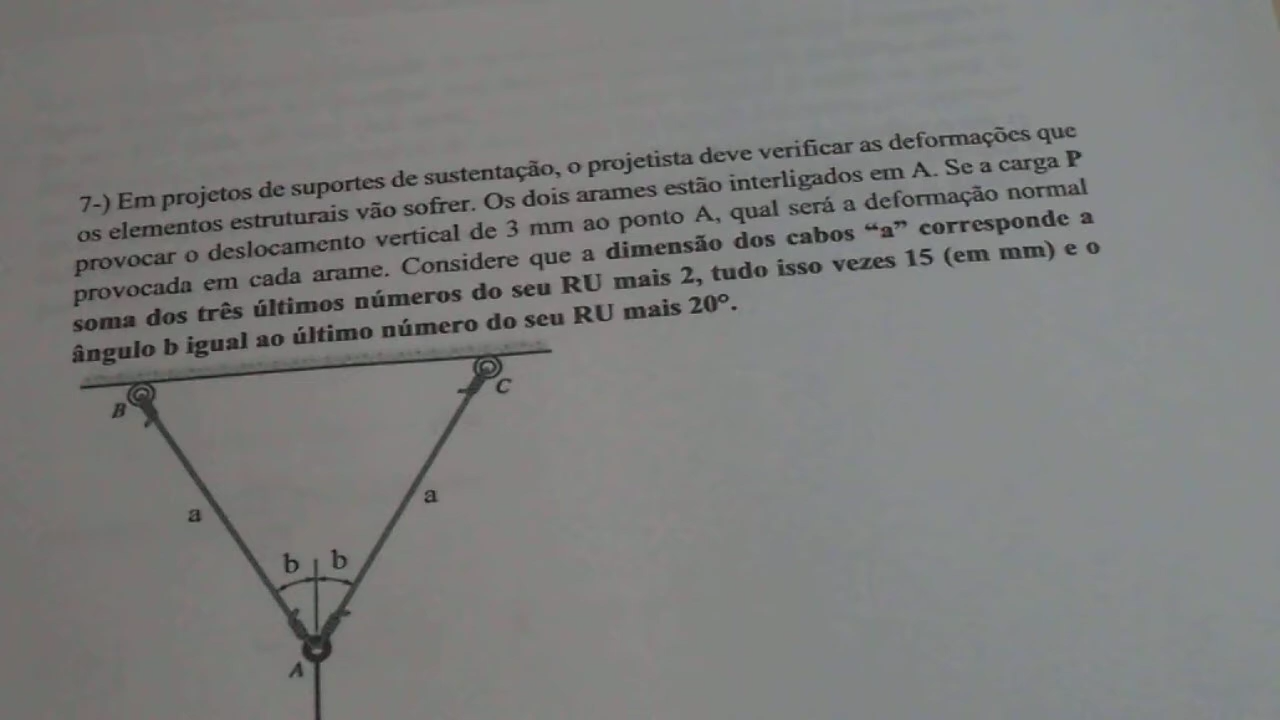 7-) Em projetos de suportes de sustentação, o projetista deve verificar as deformações que
os elementos estruturais vão sofrer. Os dois arames estão interligados em A. Se a carga P
provocar o deslocamento vertical de 3 mm ao ponto A, qual será a deformação normal
provocada em cada arame. Considere que a dimensão dos cabos “a” corresponde a
soma dos três últimos números do seu RU mais 2, tudo isso vezes 15 (em mm) e o
ângulo b igual ao último número do seu RU mais 20º.
B
C
a
a
b
b
A